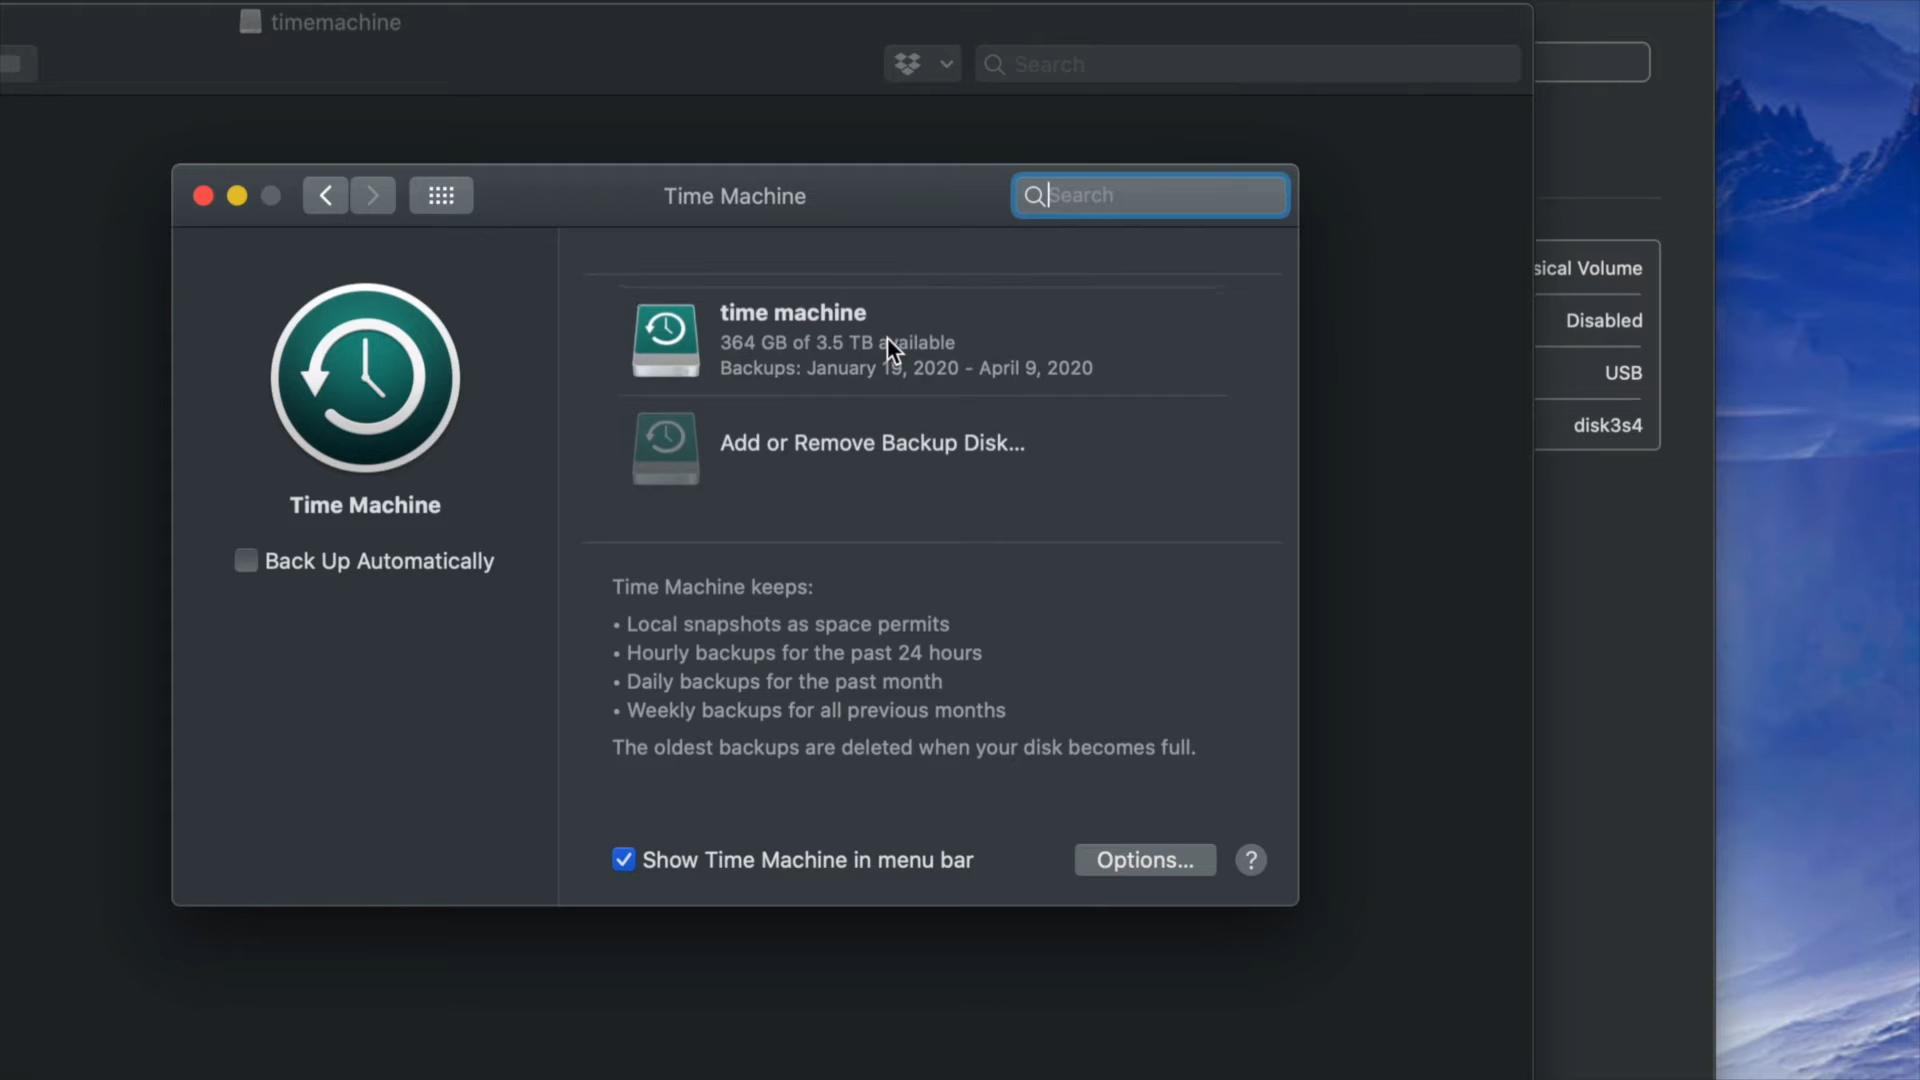 timemachine
Search
Time Machine
Search
sical Volume
Disabled
USB
disk3s4
time machine
364 GB of 3.5 TB available
Backups: January 19, 2020 - April 9, 2020
Add or Remove Backup Disk...
Time Machine
Back Up Automatically
Time Machine keeps:
• Local snapshots as space permits
• Hourly backups for the past 24 hours
• Daily backups for the past month
• Weekly backups for all previous months
The oldest backups are deleted when your disk becomes full.
Show Time Machine in menu bar
Options...
?